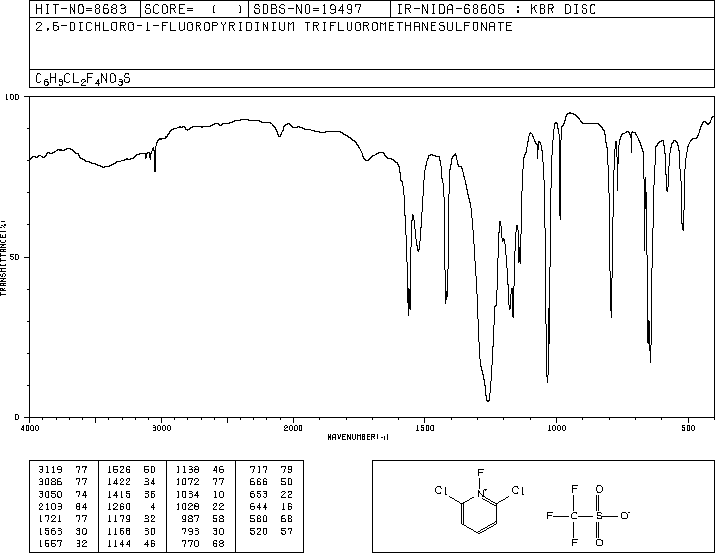 HIT-NO=8683 SCORE= ( ) SDBS-NO=19497 IR-NIDA-68605 : KBR DISC
2,6-DICHLORO-1-FLUOROPYRIDINIUM TRIFLUOROMETHANESULFONATE
C6H3CL2F4NO3S
100
50
0
TRANSMITTANCE(%)
4000 3000 2000 1500 1000 500
WAVENUMBER(-1)
3119 77 1526 50 1138 46 717 79
3086 77 1422 34 1072 77 666 50
3050 74 1415 36 1034 10 653 22
2103 84 1260 4 1028 22 644 16
1721 77 1179 32 987 58 580 68
1563 30 1168 30 793 30 520 57
1557 32 1144 46 770 68
F
Cl N+ Cl
F O
F C S O-
F O